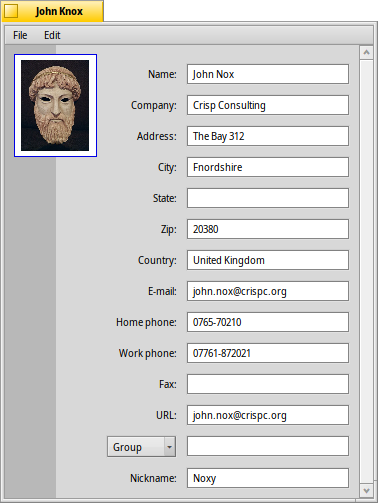 John Knox
File Edit
Name: John Nox
Company: Crisp Consulting
Address: The Bay 312
City: Fnordshire
State:
Zip: 20380
Country: United Kingdom
E-mail: john.nox@crispc.org
Home phone: 0765-70210
Work phone: 07761-872021
Fax:
URL: john.nox@crispc.org
Group
Nickname: Noxy